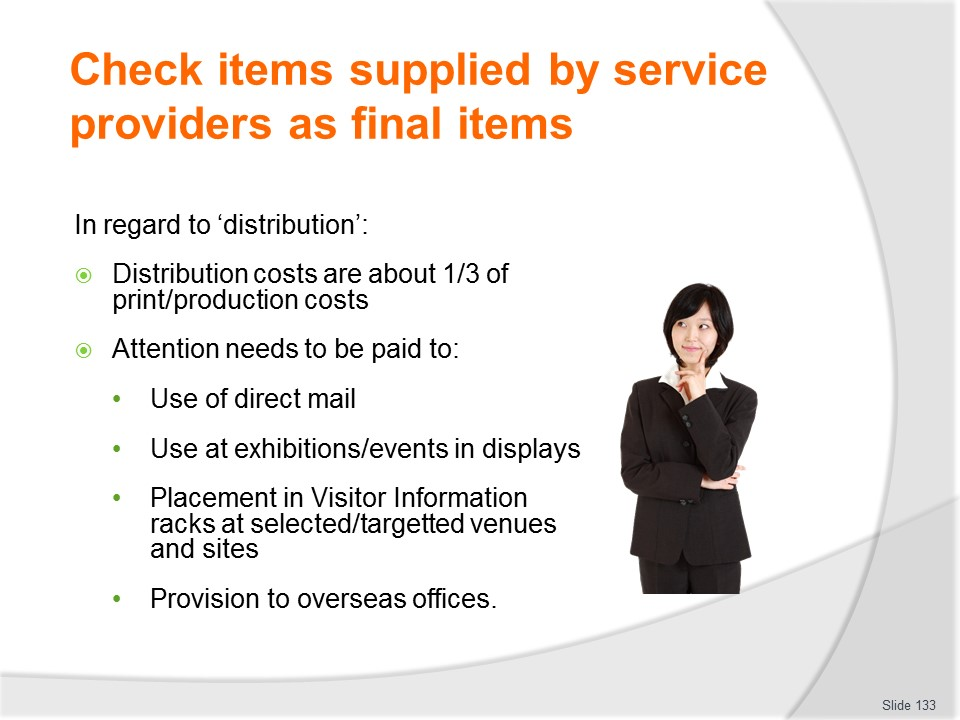 Check items supplied by service
providers as final items
In regard to ‘distribution’:
Distribution costs are about 1/3 of
print/production costs
Attention needs to be paid to:
• Use of direct mail
• Use at exhibitions/events in displays
• Placement in Visitor Information
racks at selected/targetted venues
and sites
• Provision to overseas offices.
Slide 133